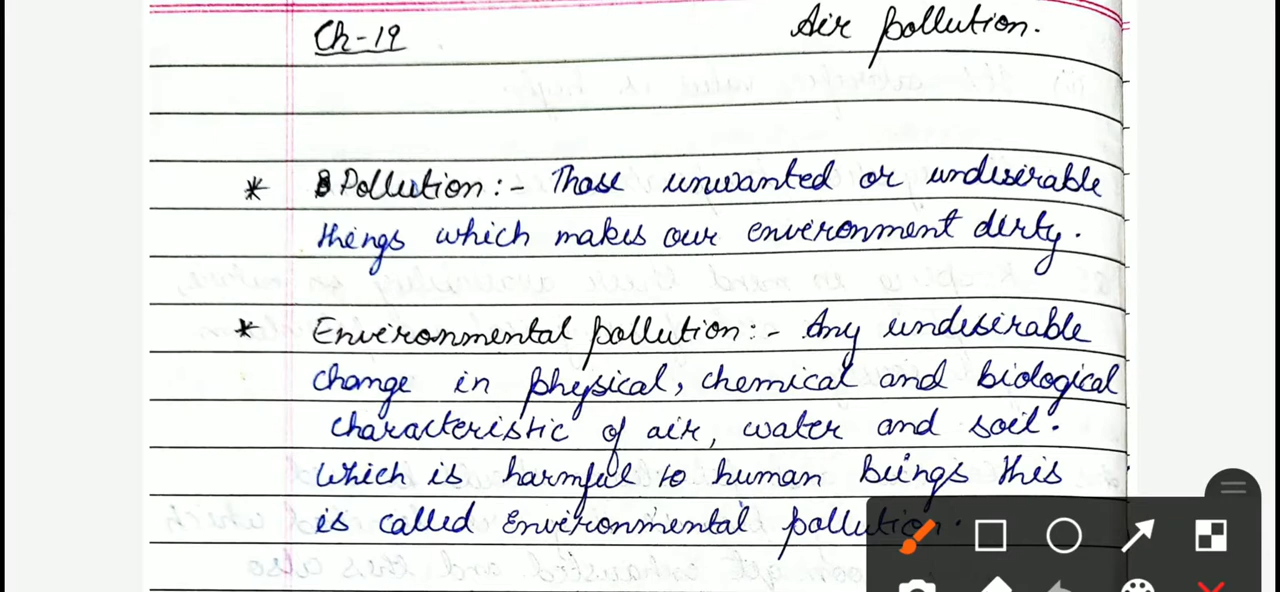 Ch-19 Air pollution.
* Pollution:- Those unwanted or undesirable
things which makes our environment dirty.
* Environmental pollution:- Any undesirable
change in physical, chemical and biological
characteristic of air, water and soil.
Which is harmful to human beings this
is called Environmental pollution.